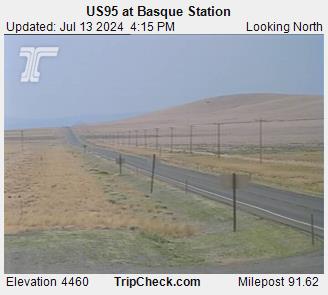 US95 at Basque Station
Updated: Jul 13 2024 4:15 PM Looking North
Elevation 4460 TripCheck.com Milepost 91.62